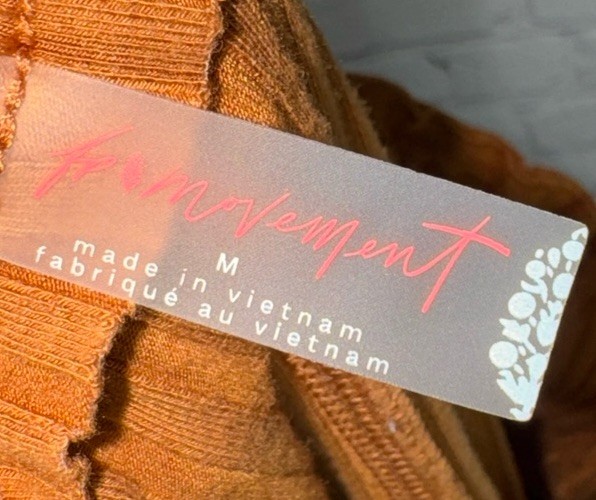 fp movement
M
made in vietnam
fabriqué au vietnam